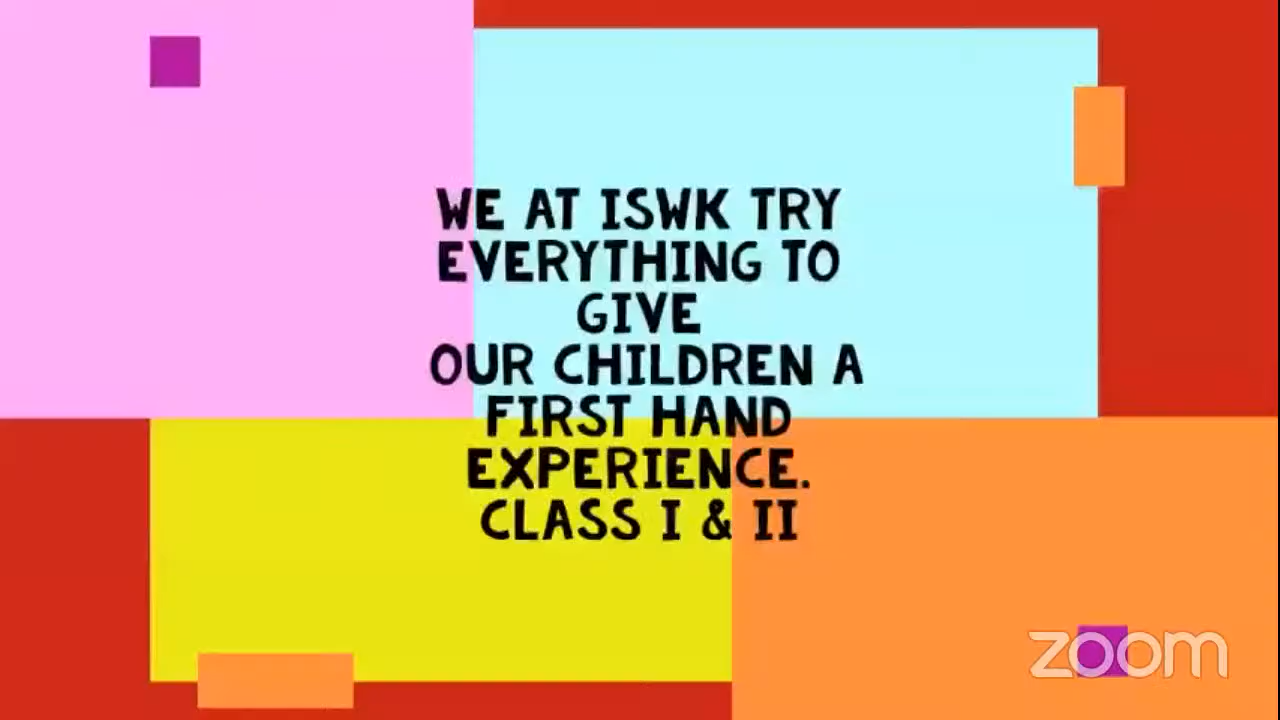 WE AT ISWK TRY
EVERYTHING TO
GIVE
OUR CHILDREN A
FIRST HAND
EXPERIENCE.
CLASS I & II
zoom